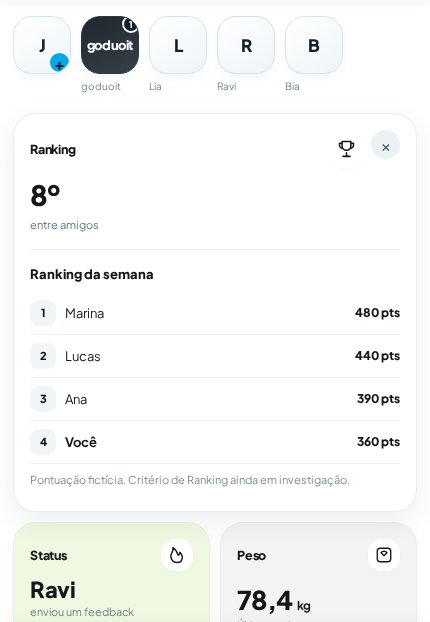 J
+
goduoit
1
L
R
B
goduoit
Lia
Ravi
Bia
Ranking
×
8º
entre amigos
Ranking da semana
1 Marina 480 pts
2 Lucas 440 pts
3 Ana 390 pts
4 Você 360 pts
Pontuação fictícia. Critério de Ranking ainda em investigação.
Status
Ravi
enviou um feedback
Peso
78,4 kg